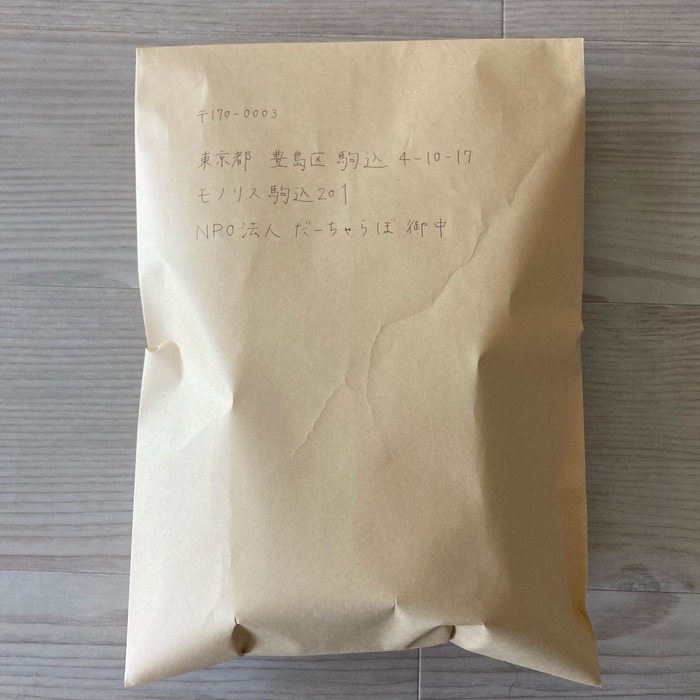 〒170-0003
東京都 豊島区 駒込 4-10-17
モノリス駒込201
NPO法人 だーちゃらぼ 御中